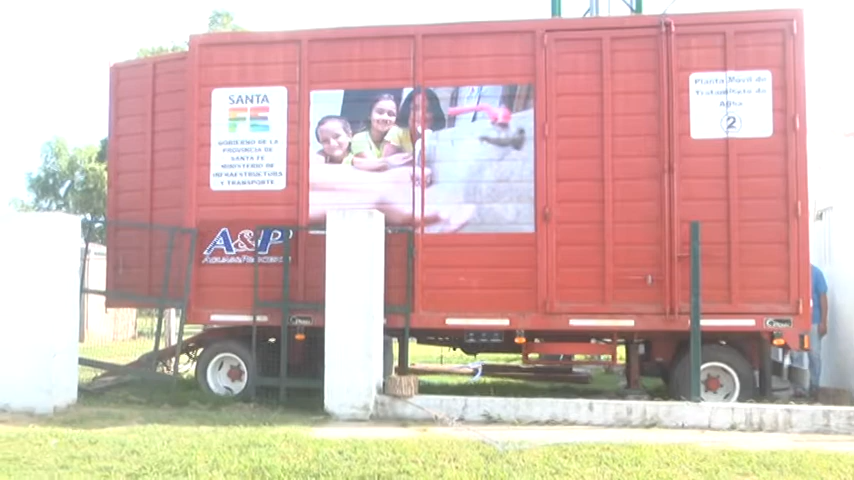 SANTA
FE
GOBIERNO DE LA
PROVINCIA DE
SANTA FE
MINISTERIO DE
INFRAESTRUCTURA
Y TRANSPORTE
A&P
Planta Movil de
Tratamiento de
Agua
2